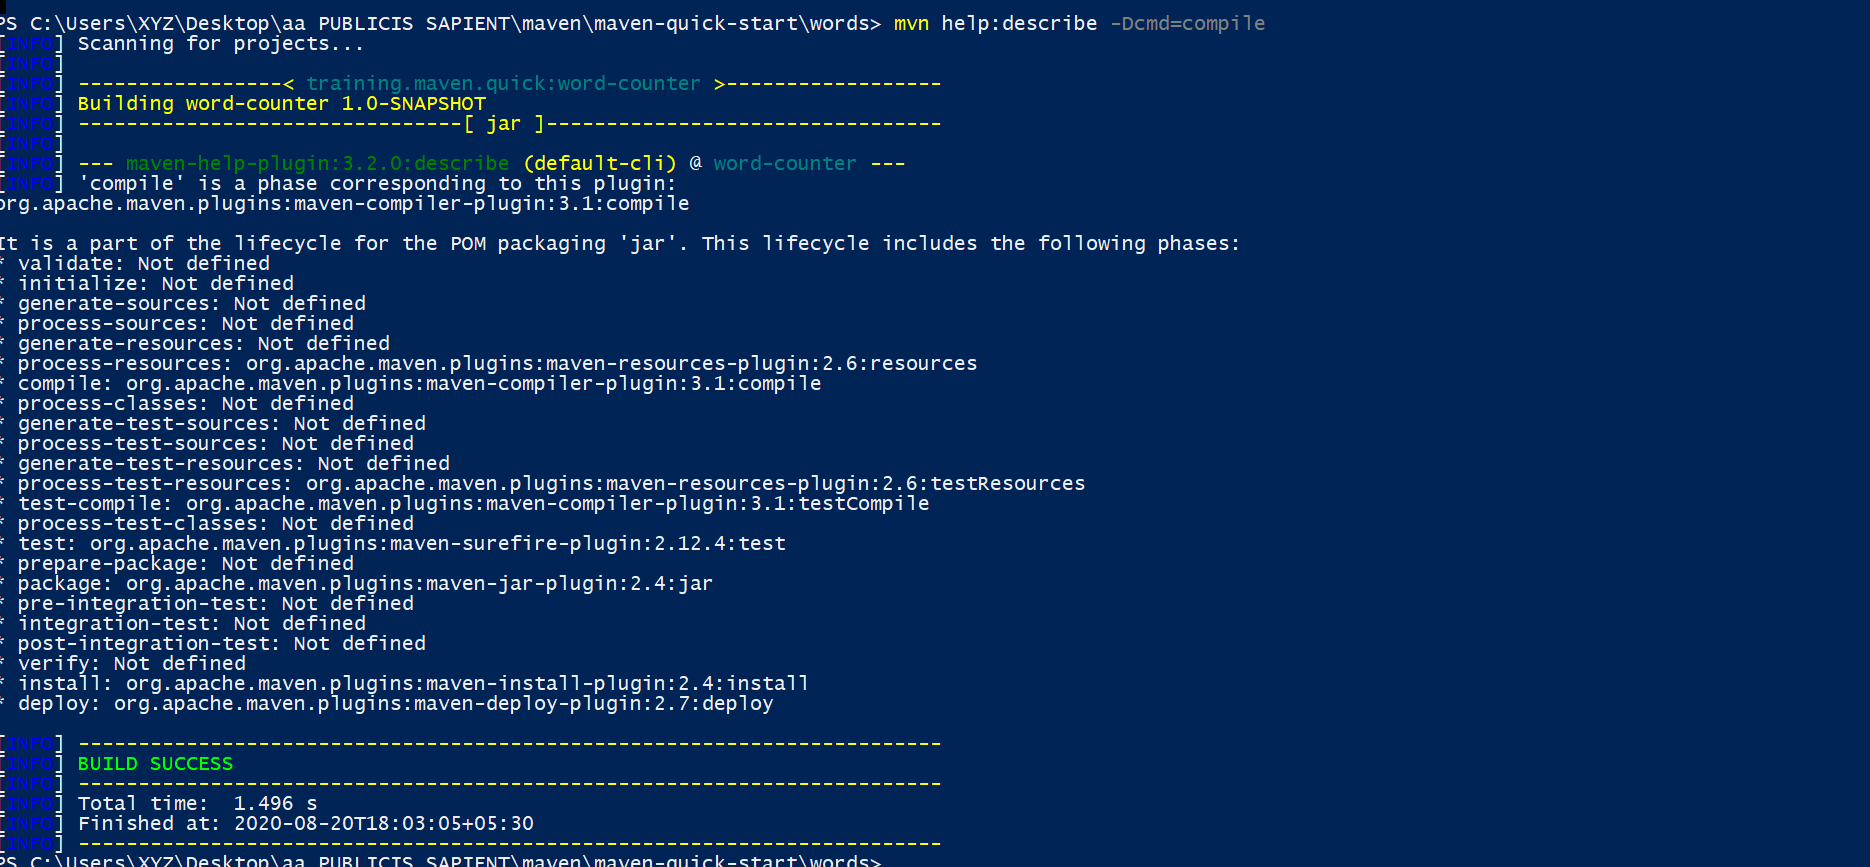 PS C:\Users\XYZ\Desktop\aa PUBLICIS SAPIENT\maven\maven-quick-start\words> mvn help:describe -Dcmd=compile
[INFO] Scanning for projects...
[INFO]
[INFO] -----------------< training.maven.quick:word-counter >------------------
[INFO] Building word-counter 1.0-SNAPSHOT
[INFO] --------------------------------[ jar ]---------------------------------
[INFO]
[INFO] --- maven-help-plugin:3.2.0:describe (default-cli) @ word-counter ---
[INFO] 'compile' is a phase corresponding to this plugin:
org.apache.maven.plugins:maven-compiler-plugin:3.1:compile

It is a part of the lifecycle for the POM packaging 'jar'. This lifecycle includes the following phases:
* validate: Not defined
* initialize: Not defined
* generate-sources: Not defined
* process-sources: Not defined
* generate-resources: Not defined
* process-resources: org.apache.maven.plugins:maven-resources-plugin:2.6:resources
* compile: org.apache.maven.plugins:maven-compiler-plugin:3.1:compile
* process-classes: Not defined
* generate-test-sources: Not defined
* process-test-sources: Not defined
* generate-test-resources: Not defined
* process-test-resources: org.apache.maven.plugins:maven-resources-plugin:2.6:testResources
* test-compile: org.apache.maven.plugins:maven-compiler-plugin:3.1:testCompile
* process-test-classes: Not defined
* test: org.apache.maven.plugins:maven-surefire-plugin:2.12.4:test
* prepare-package: Not defined
* package: org.apache.maven.plugins:maven-jar-plugin:2.4:jar
* pre-integration-test: Not defined
* integration-test: Not defined
* post-integration-test: Not defined
* verify: Not defined
* install: org.apache.maven.plugins:maven-install-plugin:2.4:install
* deploy: org.apache.maven.plugins:maven-deploy-plugin:2.7:deploy

[INFO] ------------------------------------------------------------------------
[INFO] BUILD SUCCESS
[INFO] ------------------------------------------------------------------------
[INFO] Total time:  1.496 s
[INFO] Finished at: 2020-08-20T18:03:05+05:30
[INFO] ------------------------------------------------------------------------
PS C:\Users\XYZ\Desktop\aa PUBLICIS SAPIENT\maven\maven-quick-start\words>